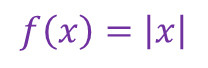 f(x) = |x|